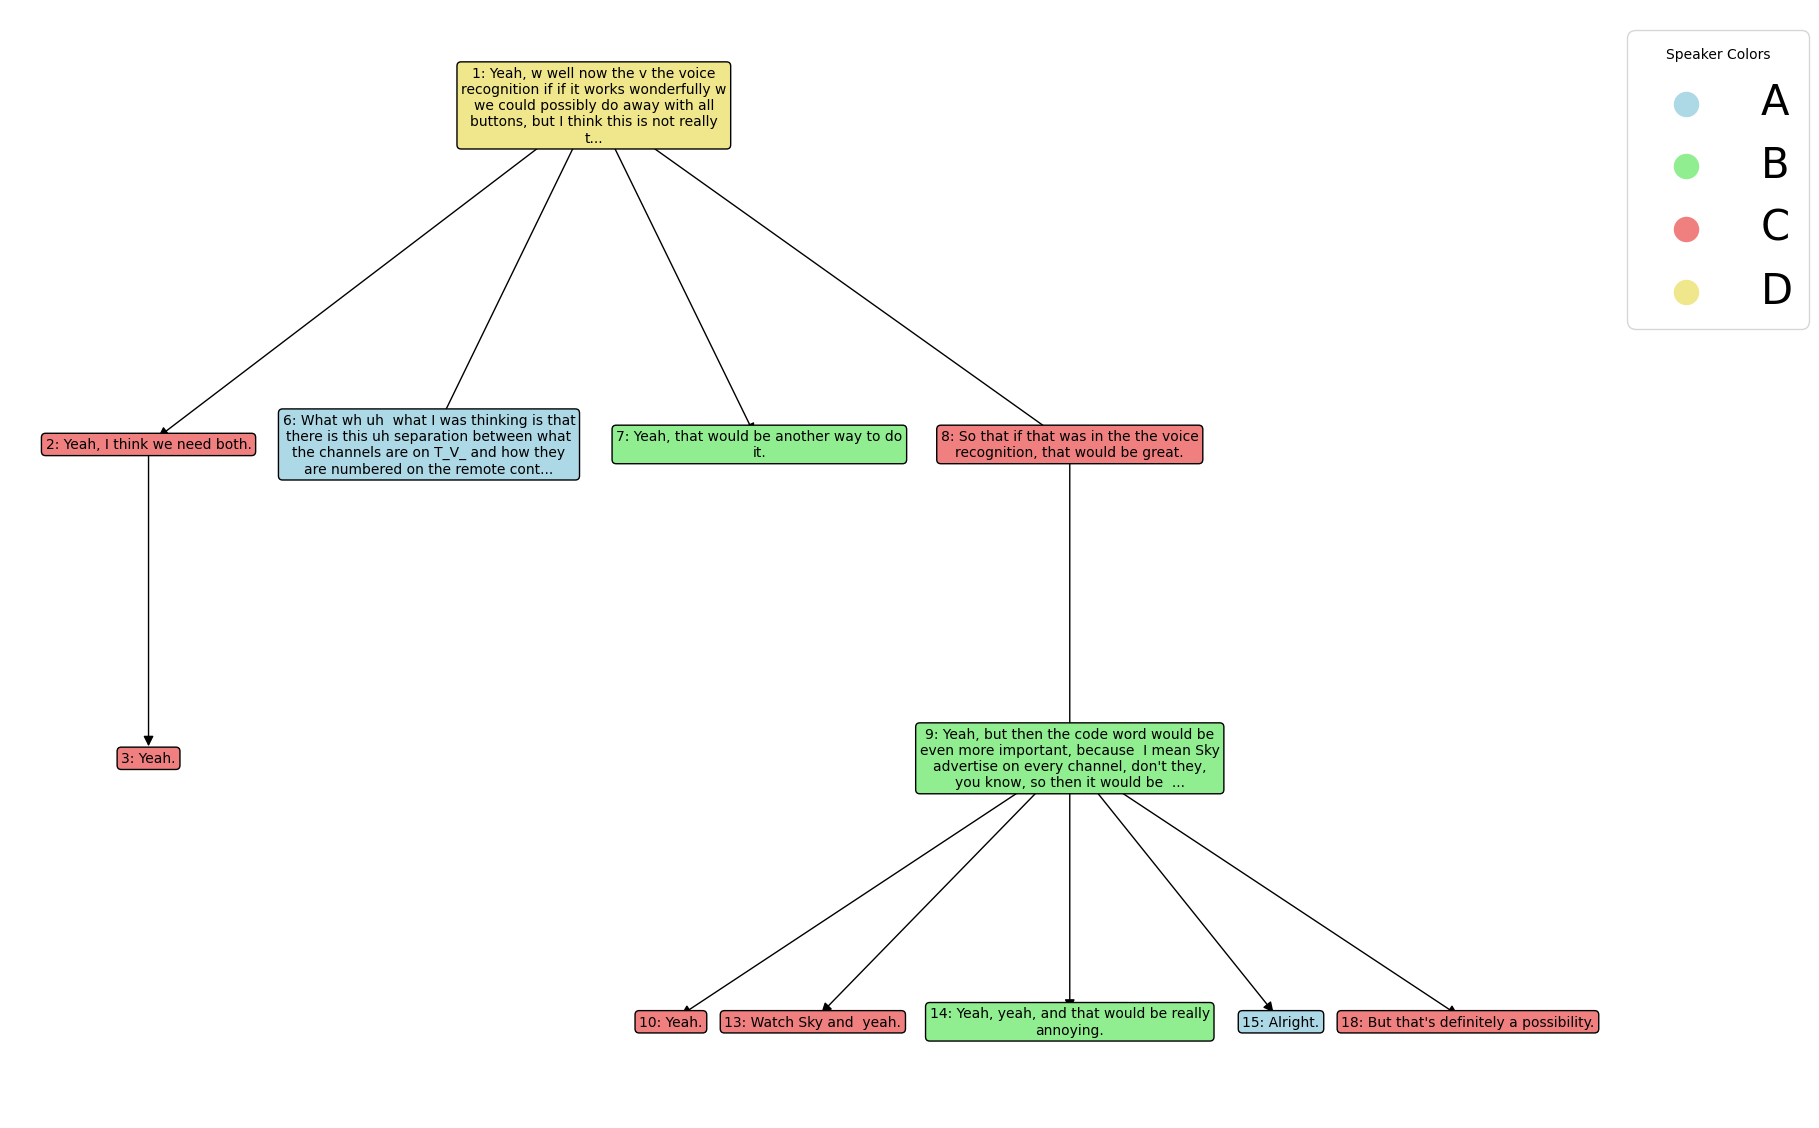 1: Yeah, w well now the v the voice
recognition if if it works wonderfully w
we could possibly do away with all
buttons, but I think this is not really
t...
Speaker Colors
A
B
C
D
2: Yeah, I think we need both.
6: What wh uh  what I was thinking is that
there is this uh separation between what
the channels are on T_V_ and how they
are numbered on the remote cont...
7: Yeah, that would be another way to do
it.
8: So that if that was in the the voice
recognition, that would be great.
3: Yeah.
9: Yeah, but then the code word would be
even more important, because  I mean Sky
advertise on every channel, don't they,
you know, so then it would be  ...
10: Yeah.
13: Watch Sky and  yeah.
14: Yeah, yeah, and that would be really
annoying.
15: Alright.
18: But that's definitely a possibility.